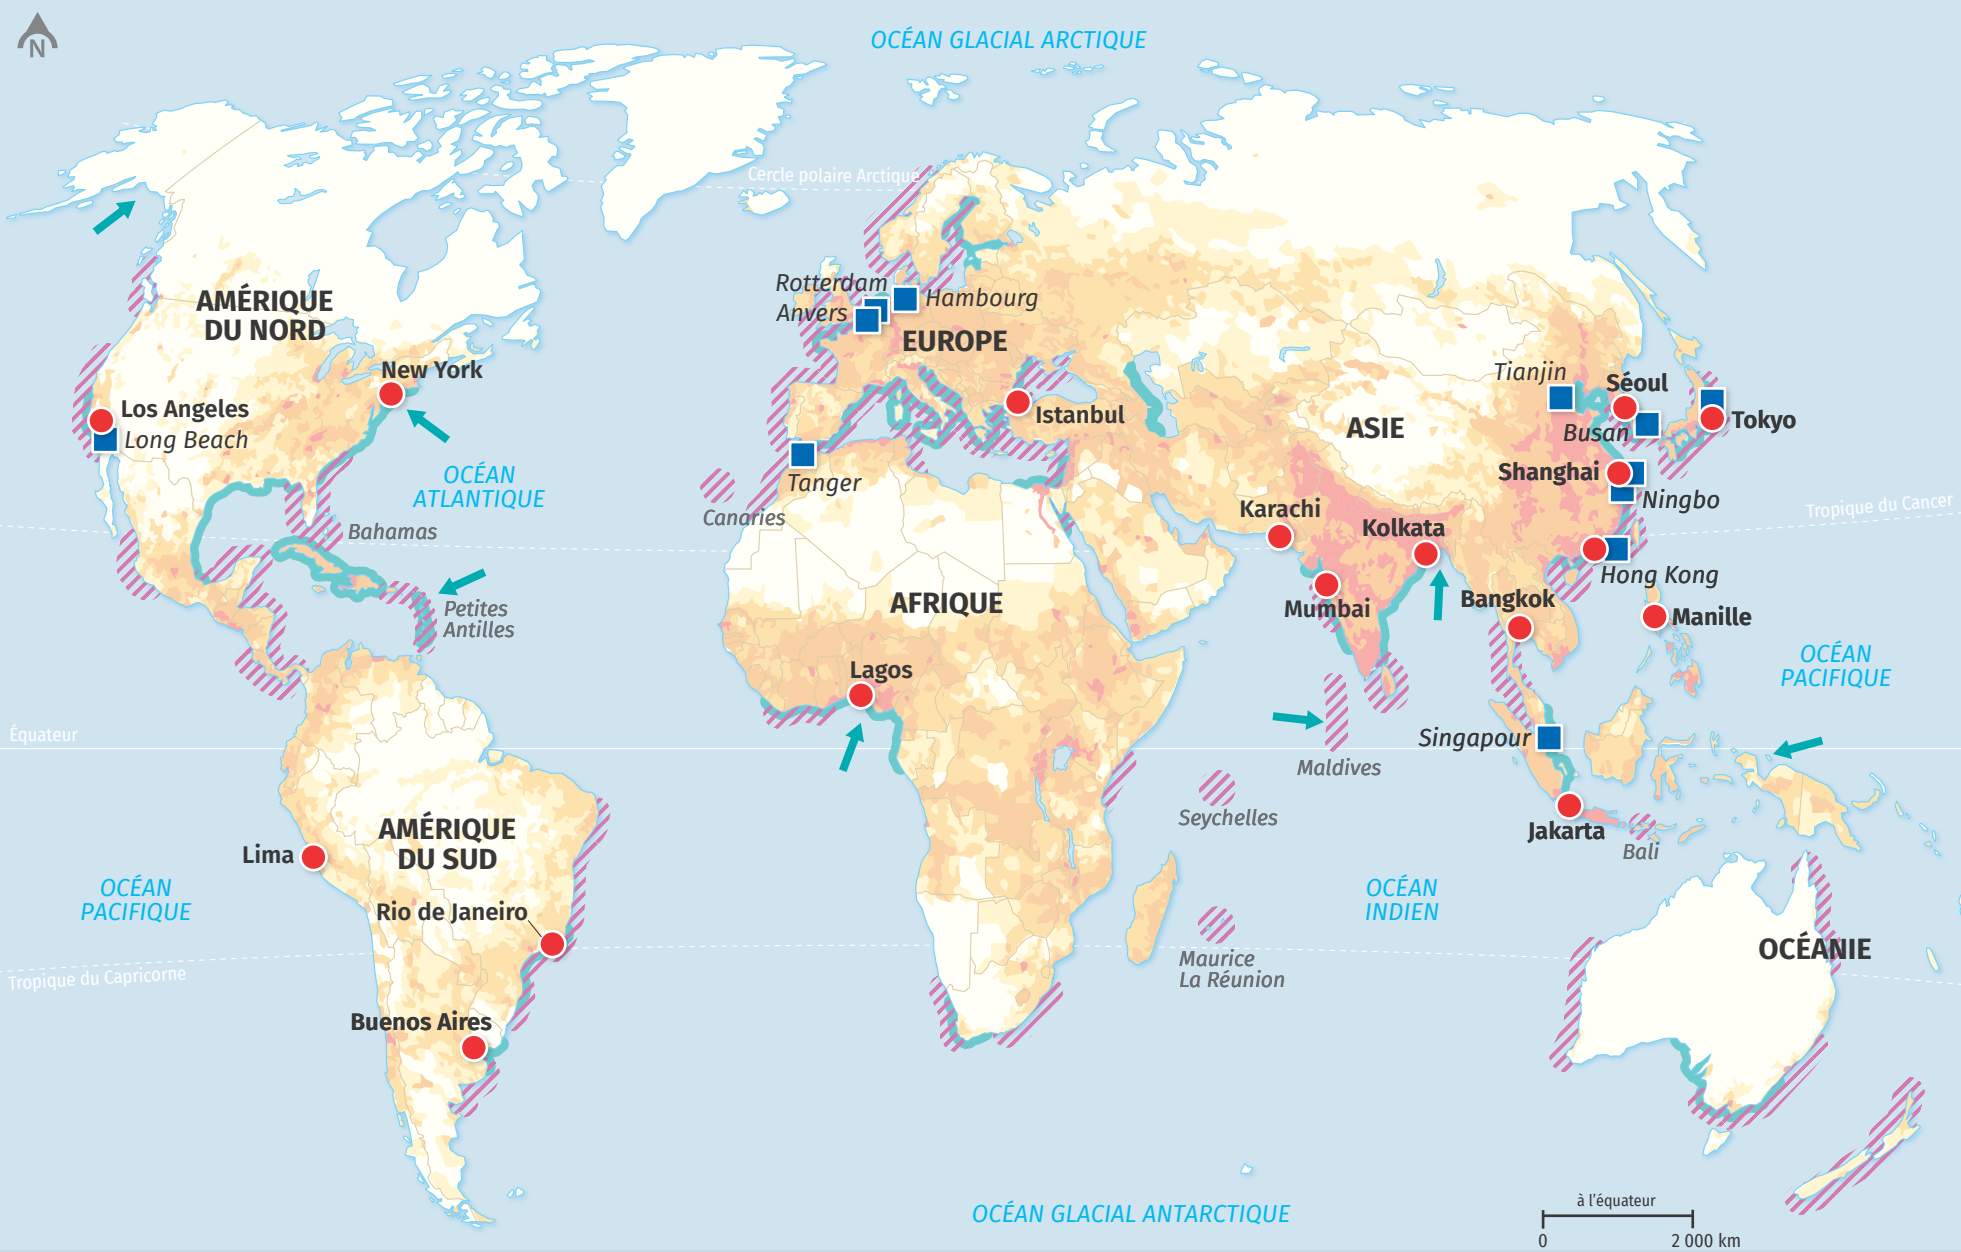 N
OCÉAN GLACIAL ARCTIQUE
Cercle polaire Arctique
AMÉRIQUE
DU NORD
Rotterdam
Anvers
Hambourg
EUROPE
New York
Los Angeles
Long Beach
Istanbul
ASIE
Tianjin
Séoul
Busan
Tokyo
OCÉAN
ATLANTIQUE
Tanger
Canaries
Shanghai
Ningbo
Tropique du Cancer
Bahamas
Karachi
Kolkata
Hong Kong
Petites
Antilles
AFRIQUE
Mumbai
Bangkok
Manille
Lagos
OCÉAN
PACIFIQUE
Équateur
Singapour
Maldives
Seychelles
Jakarta
Bali
AMÉRIQUE
DU SUD
Lima
OCÉAN
PACIFIQUE
Rio de Janeiro
OCÉAN
INDIEN
OCÉANIE
Maurice
La Réunion
Tropique du Capricorne
Buenos Aires
OCÉAN GLACIAL ANTARCTIQUE
à l'équateur
0
2 000 km